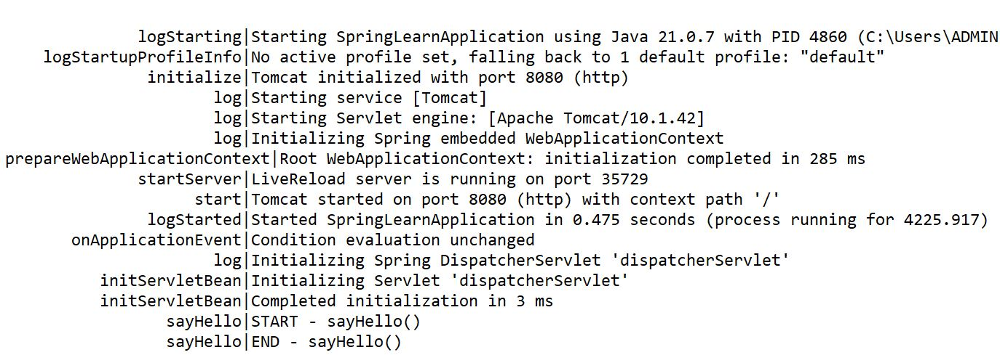 logStarting|Starting SpringLearnApplication using Java 21.0.7 with PID 4860 (C:\Users\ADMIN
logStartupProfileInfo|No active profile set, falling back to 1 default profile: "default"
initialize|Tomcat initialized with port 8080 (http)
log|Starting service [Tomcat]
log|Starting Servlet engine: [Apache Tomcat/10.1.42]
log|Initializing Spring embedded WebApplicationContext
prepareWebApplicationContext|Root WebApplicationContext: initialization completed in 285 ms
startServer|LiveReload server is running on port 35729
start|Tomcat started on port 8080 (http) with context path '/'
logStarted|Started SpringLearnApplication in 0.475 seconds (process running for 4225.917)
onApplicationEvent|Condition evaluation unchanged
log|Initializing Spring DispatcherServlet 'dispatcherServlet'
initServletBean|Initializing Servlet 'dispatcherServlet'
initServletBean|Completed initialization in 3 ms
sayHello|START - sayHello()
sayHello|END - sayHello()